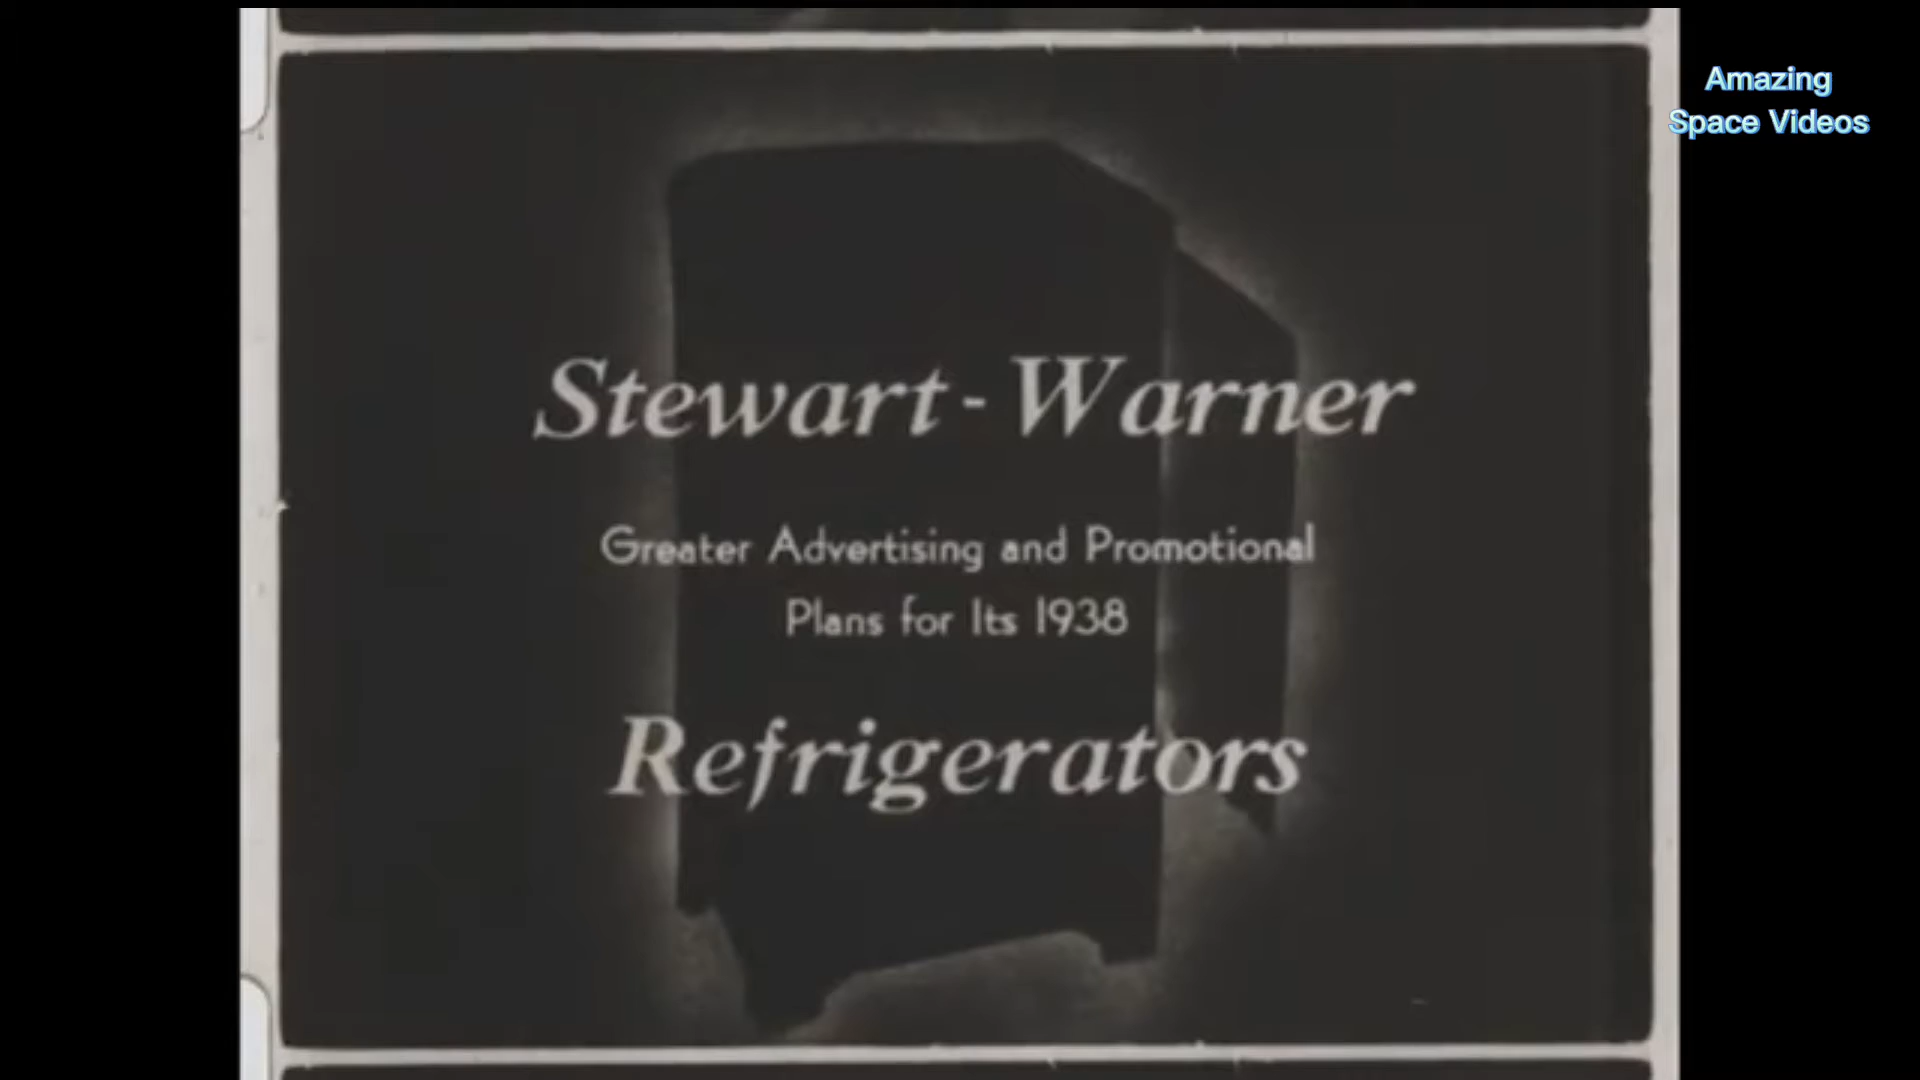 Amazing
Space Videos
Stewart-Warner
Greater Advertising and Promotional
Plans for Its 1938
Refrigerators